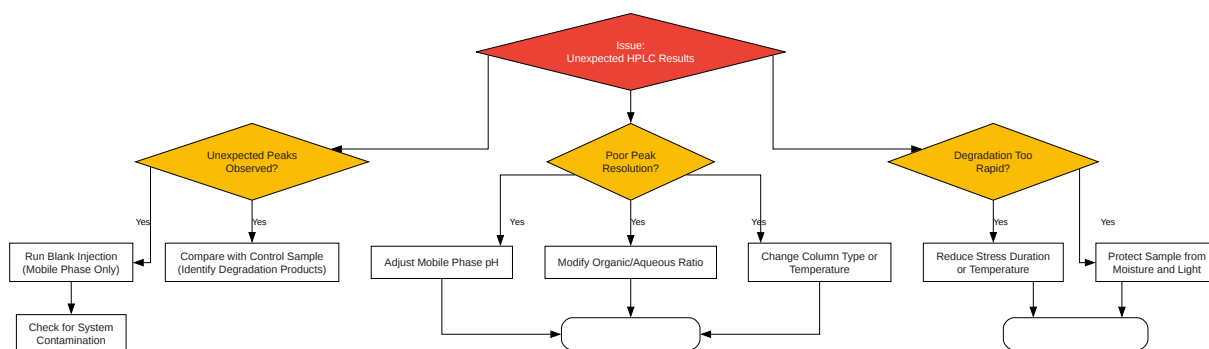 Issue:
Unexpected HPLC Results
Unexpected Peaks
Observed?
Poor Peak
Resolution?
Degradation Too
Rapid?
Yes
Yes
Yes
Yes
Yes
Yes
Yes
Run Blank Injection
(Mobile Phase Only)
Compare with Control Sample
(Identify Degradation Products)
Adjust Mobile Phase pH
Modify Organic/Aqueous Ratio
Change Column Type or
Temperature
Reduce Stress Duration
or Temperature
Protect Sample from
Moisture and Light
Check for System
Contamination